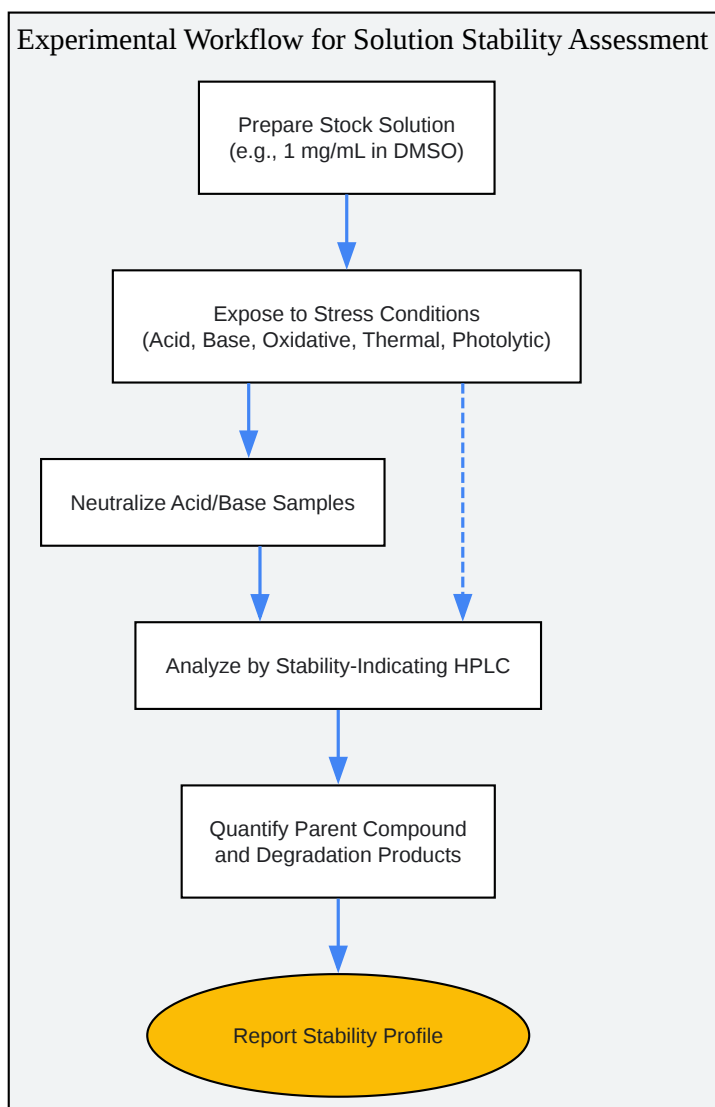 Experimental Workflow for Solution Stability Assessment
Prepare Stock Solution
(e.g., 1 mg/mL in DMSO)
Expose to Stress Conditions
(Acid, Base, Oxidative, Thermal, Photolytic)
Neutralize Acid/Base Samples
Analyze by Stability-Indicating HPLC
Quantify Parent Compound
and Degradation Products
Report Stability Profile